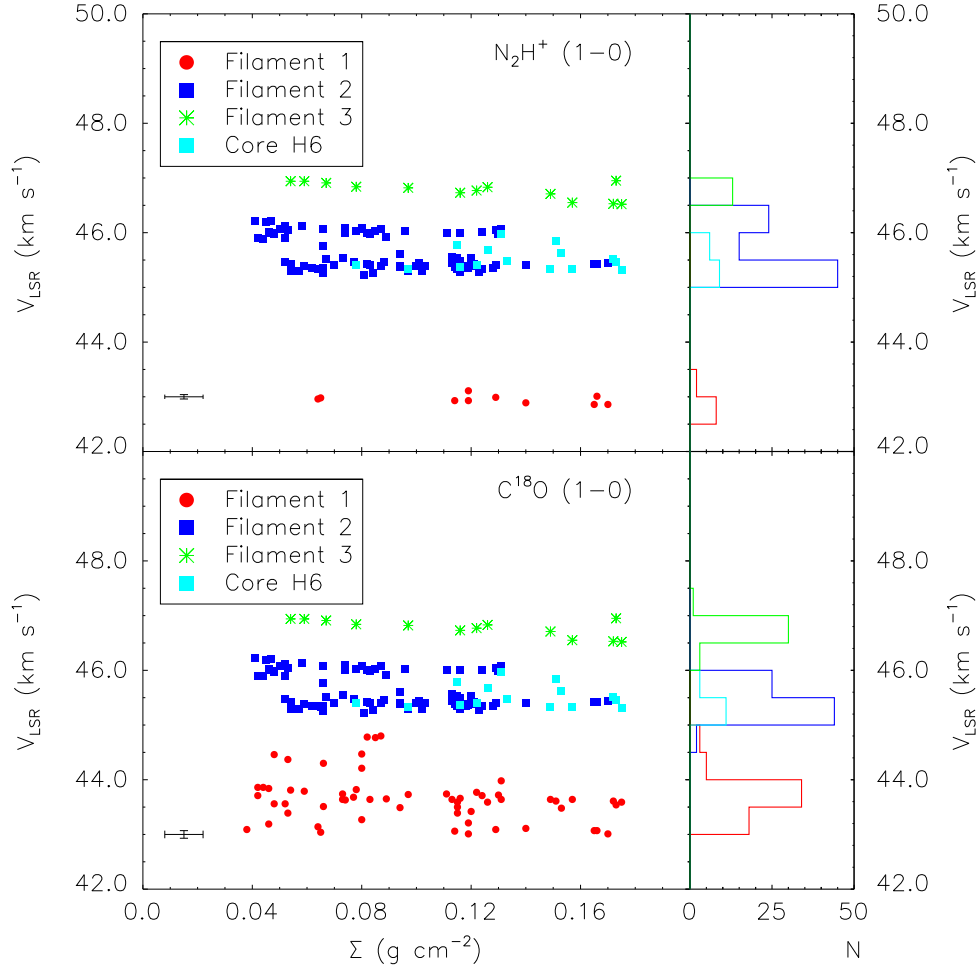 50.0
48.0
46.0
44.0
42.0
V_LSR (km s⁻¹)
Filament 1
Filament 2
Filament 3
Core H6
N₂H⁺ (1−0)
50.0
48.0
46.0
44.0
42.0
V_LSR (km s⁻¹)
48.0
46.0
44.0
42.0
V_LSR (km s⁻¹)
Filament 1
Filament 2
Filament 3
Core H6
C¹⁸O (1−0)
48.0
46.0
44.0
42.0
V_LSR (km s⁻¹)
0.0 0.04 0.08 0.12 0.16
Σ (g cm⁻²)
0 25 50
N